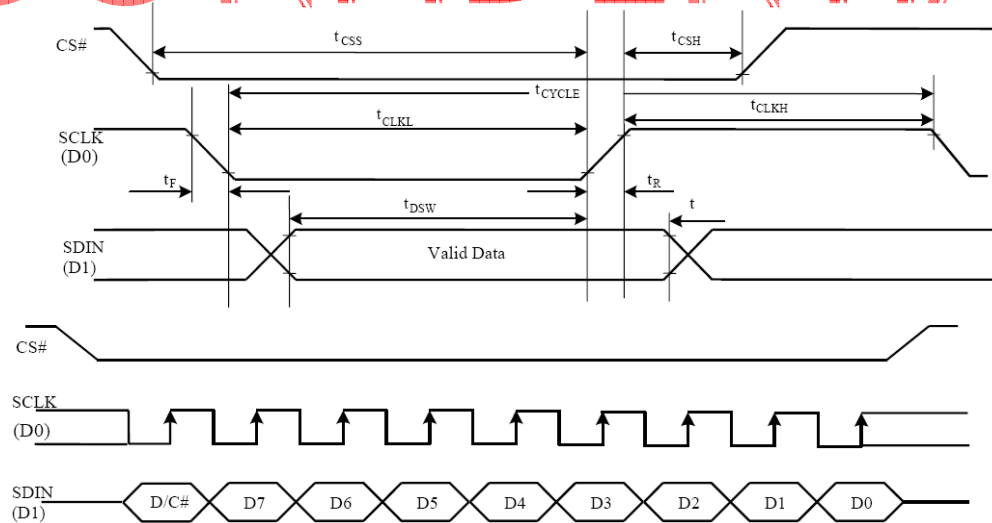 CS#
tCSS
tCSH
tCYCLE
tCLKL
tCLKH
SCLK
(D0)
tF
tR
tDSW
t
SDIN
(D1)
Valid Data
CS#
SCLK
(D0)
SDIN
(D1)
D/C# D7 D6 D5 D4 D3 D2 D1 D0